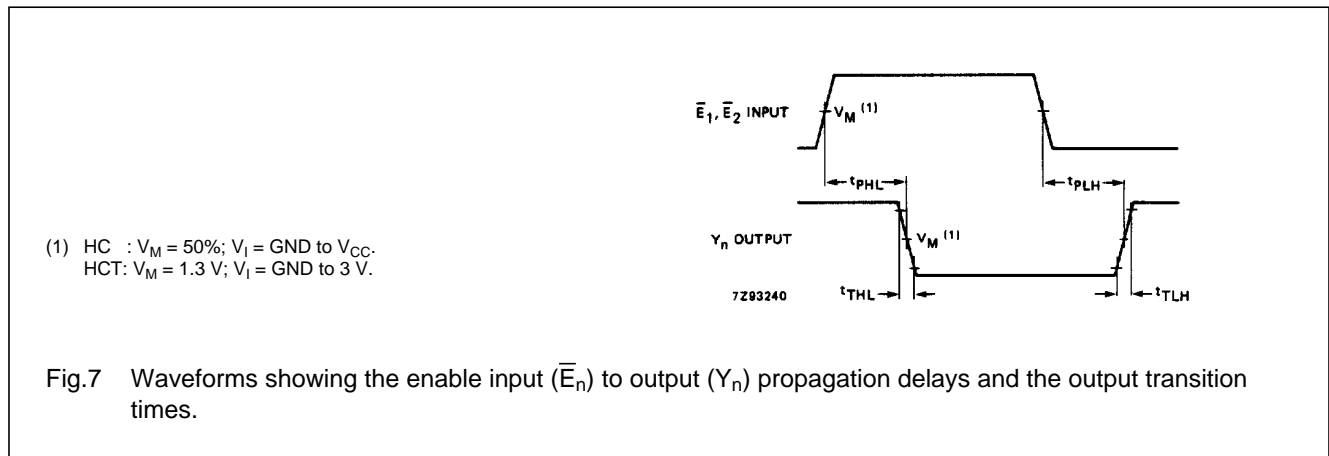 E̅1, E̅2 INPUT
VM (1)
tPHL
tPLH
(1) HC : VM = 50%; VI = GND to VCC.
HCT: VM = 1.3 V; VI = GND to 3 V.
Yn OUTPUT
VM (1)
7Z93240
tTHL
tTLH
Fig.7 Waveforms showing the enable input (E̅n) to output (Yn) propagation delays and the output transition
times.